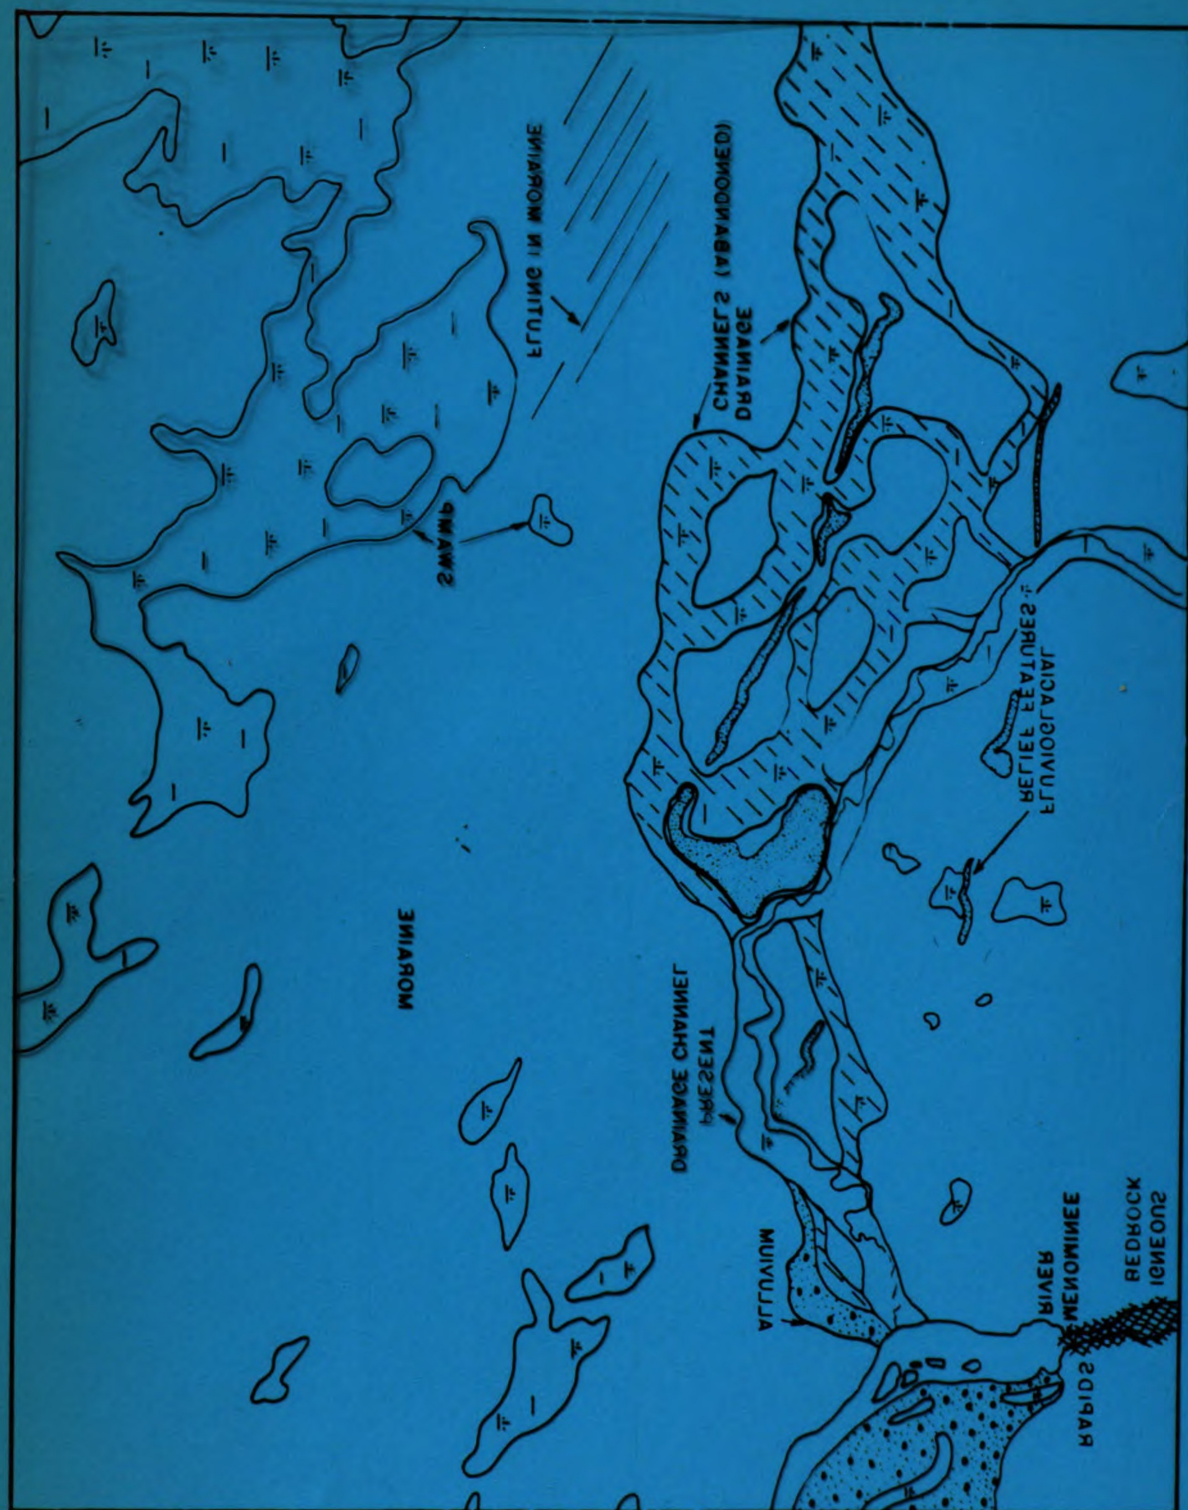 FLUTING IN MORAINE
DRAINAGE
CHANNELS (ABANDONED)
SWAMP
FLUVIOGLACIAL
RELIEF FEATURES
MORAINE
PRESENT
DRAINAGE CHANNEL
ALLUVIUM
MENOMINEE
RIVER
IGNEOUS
BEDROCK
RAPIDS